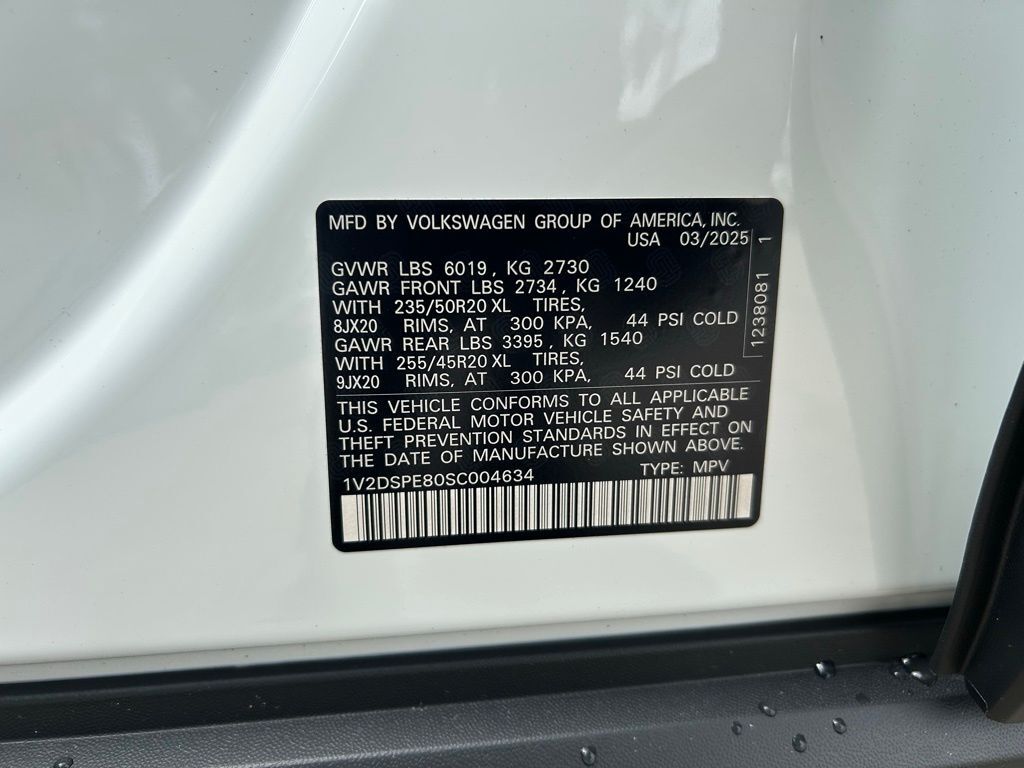 MFD BY VOLKSWAGEN GROUP OF AMERICA, INC.
USA 03/2025
GVWR LBS 6019, KG 2730
GAWR FRONT LBS 2734, KG 1240
WITH 235/50R20 XL TIRES,
8JX20 RIMS, AT 300 KPA, 44 PSI COLD
GAWR REAR LBS 3395, KG 1540
WITH 255/45R20 XL TIRES,
9JX20 RIMS, AT 300 KPA, 44 PSI COLD
1238081 1
THIS VEHICLE CONFORMS TO ALL APPLICABLE
U.S. FEDERAL MOTOR VEHICLE SAFETY AND
THEFT PREVENTION STANDARDS IN EFFECT ON
THE DATE OF MANUFACTURE SHOWN ABOVE.
1V2DSPE80SC004634 TYPE: MPV